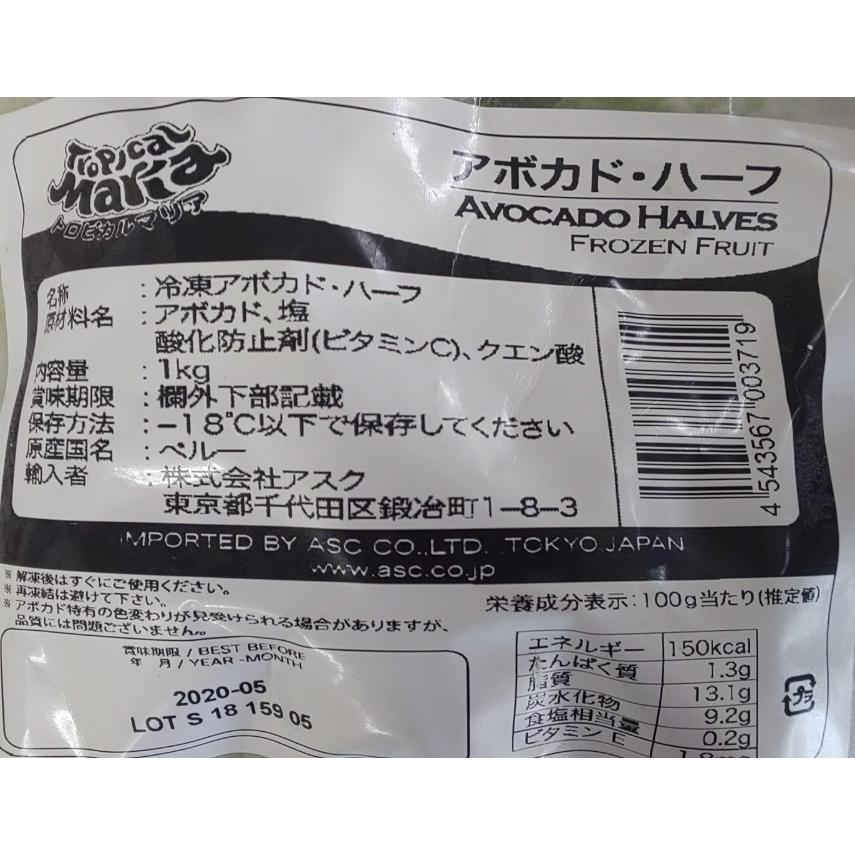 TROPICAL
Maria
トロピカルマリア
アボカド・ハーフ
AVOCADO HALVES
FROZEN FRUIT
名称 : 冷凍アボカド・ハーフ
原材料名 : アボカド、塩
酸化防止剤(ビタミンC)、クエン酸
内容量 : 1kg
賞味期限 : 欄外下部記載
保存方法 : -18℃以下で保存してください
原産国名 : ペルー
輸入者 : 株式会社アスク
東京都千代田区鍛冶町1-8-3
4 543567 003719
IMPORTED BY ASC CO.,LTD. TOKYO.JAPAN
www.asc.co.jp
※ 解凍後はすぐにご使用ください。
※ 再凍結は避けて下さい。
※ アボカド特有の色変わりが見受けられる場合がありますが、
品質には問題ございません。
賞味期限 / BEST BEFORE
年 月 / YEAR-MONTH
2020-05
LOT S 18 159 05
栄養成分表示:100g当たり(推定値)
エネルギー 150kcal
たんぱく質 1.3g
脂質 13.1g
炭水化物 9.2g
食塩相当量 0.2g
ビタミンE
プラ